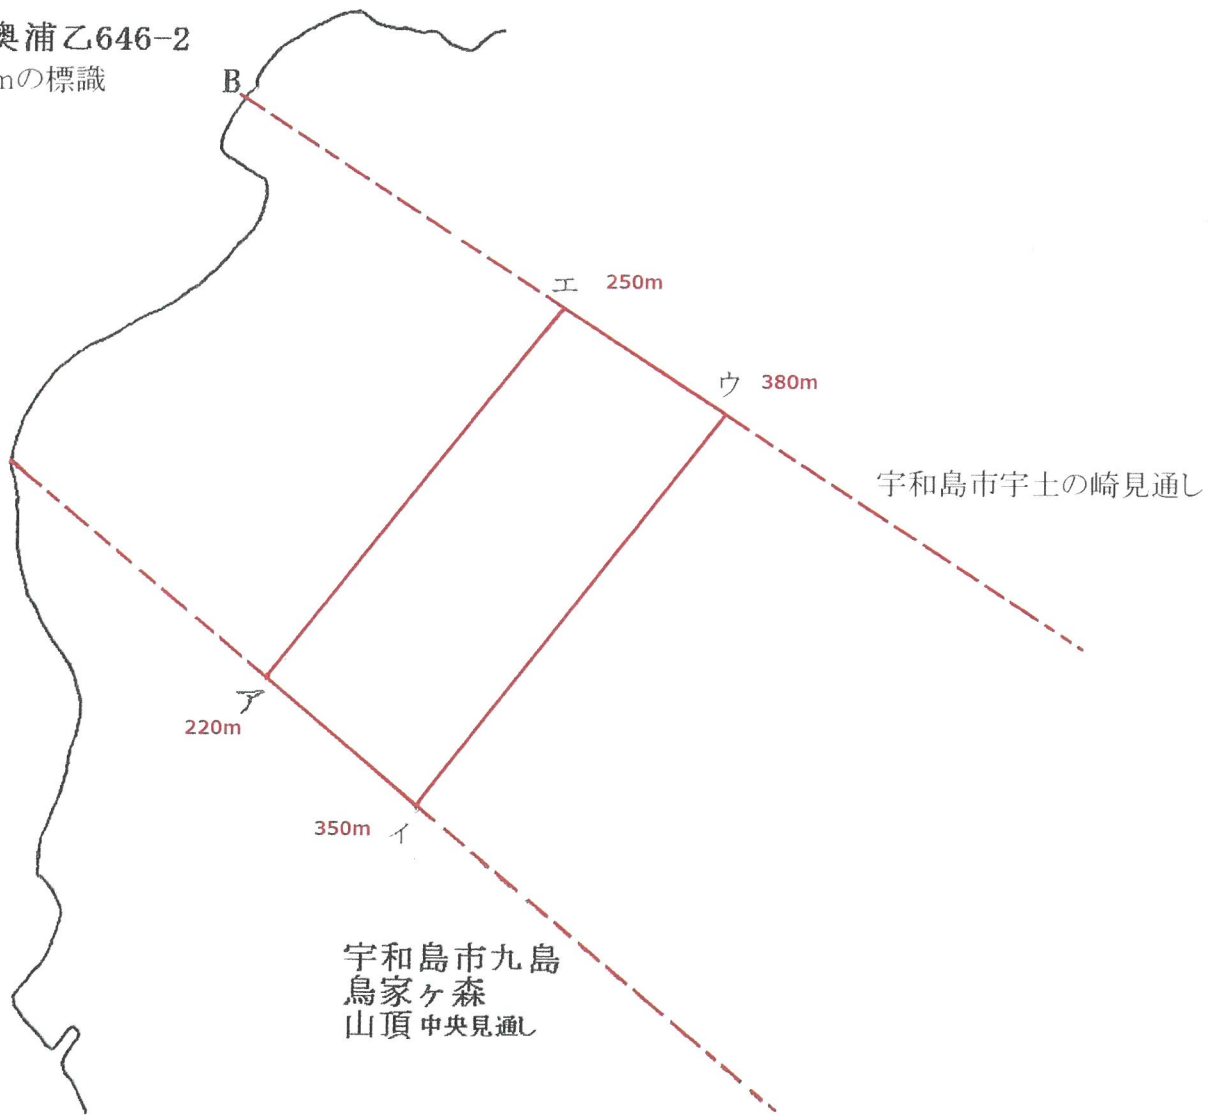 奥浦乙646-2
mの標識
B
エ 250m
ウ 380m
宇和島市宇土の崎見通し
ア
220m
350m イ
宇和島市九島
鳥家ヶ森
山頂 中央見通し